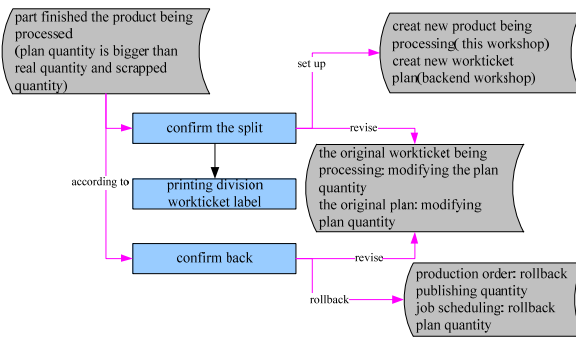 part finished the product being
processed
(plan quantity is bigger than
real quantity and scrapped
quantity)
creat new product being
processing( this workshop)
creat new workticket
plan(backend workshop)
set up
confirm the split
revise
the original workticket being
processing: modifying the plan
quantity
the original plan: modifying
plan quantity
according to
printing division
workticket label
confirm back
revise
production order: rollback
publishing quantity
job scheduling: rollback
plan quantity
rollback